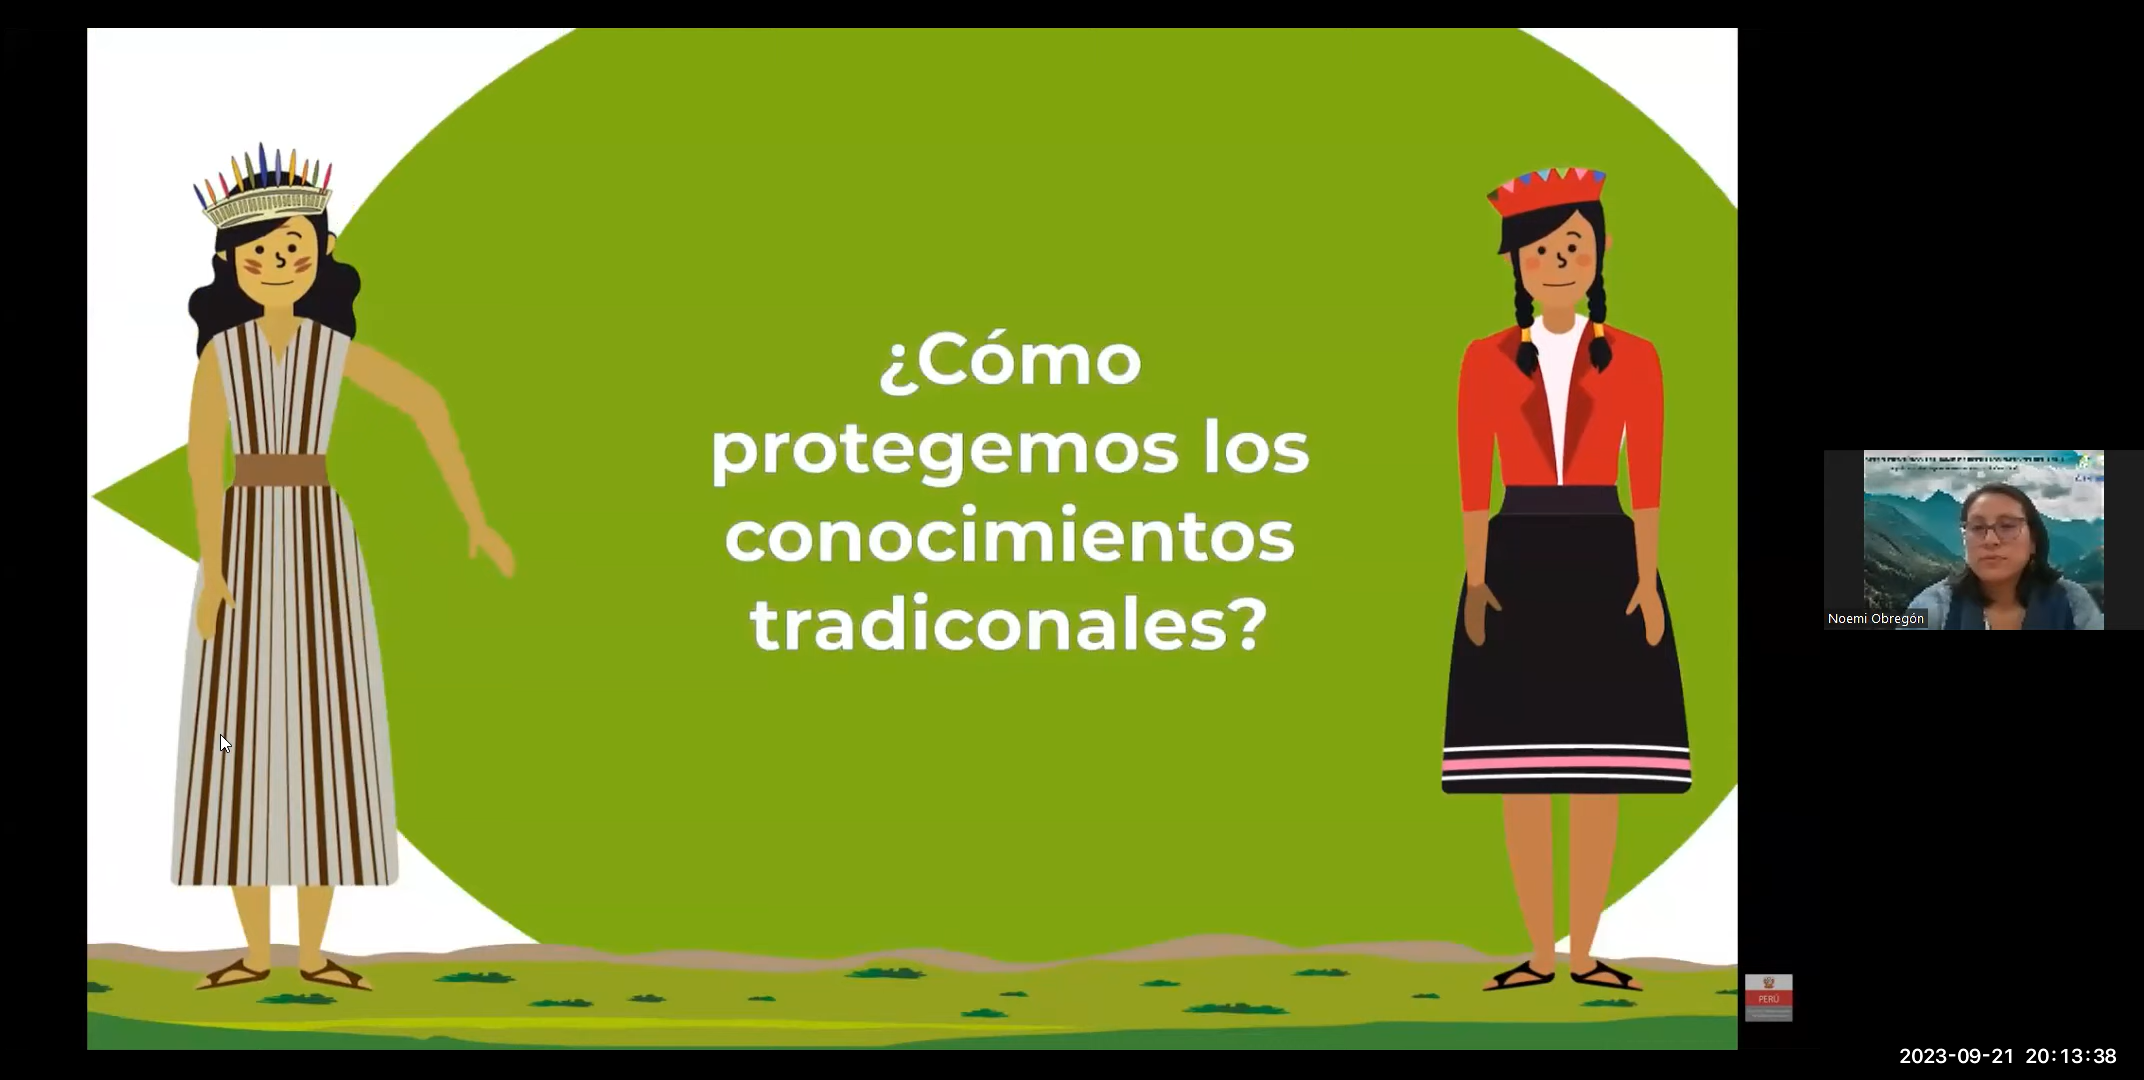 ¿Cómo
protegemos los
conocimientos
tradiconales?
Noemi Obregón
PERÚ
2023-09-21 20:13:38